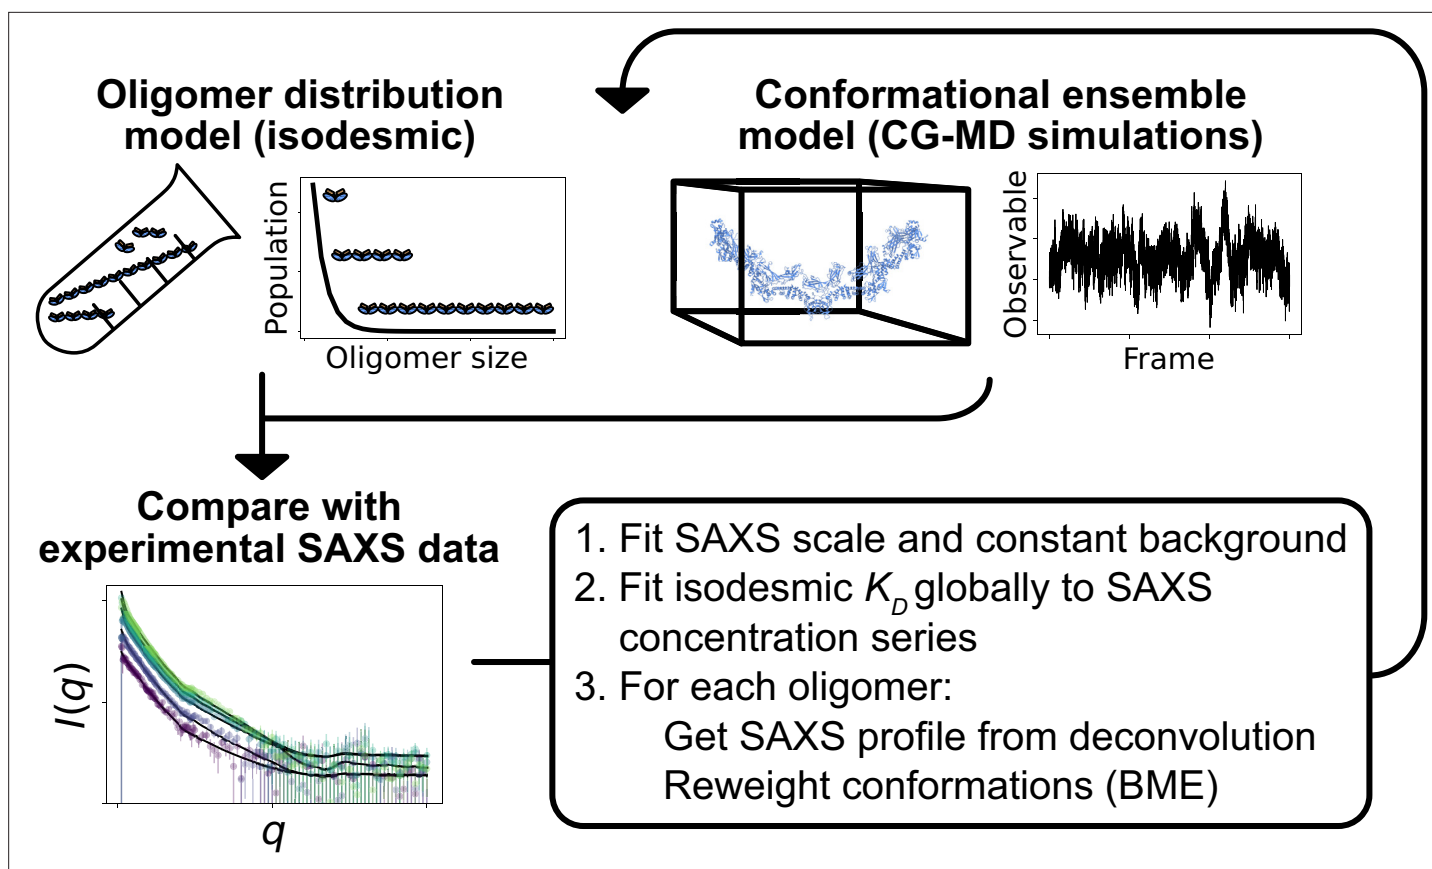 Oligomer distribution
model (isodesmic)
Population
Oligomer size
Conformational ensemble
model (CG-MD simulations)
Observable
Frame
Compare with
experimental SAXS data
I(q)
q
1. Fit SAXS scale and constant background
2. Fit isodesmic K_D globally to SAXS
concentration series
3. For each oligomer:
Get SAXS profile from deconvolution
Reweight conformations (BME)